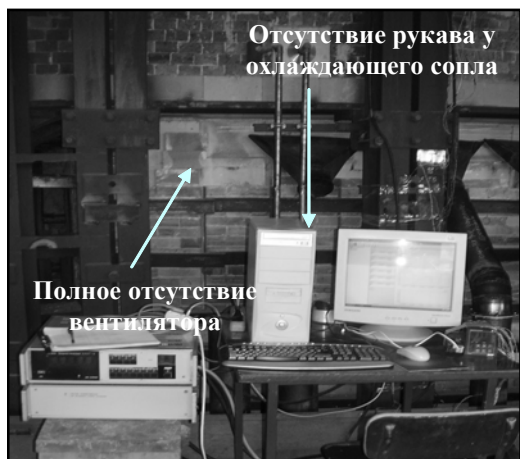 Отсутствие рукава у
охлаждающего сопла
Полное отсутствие
вентилятора